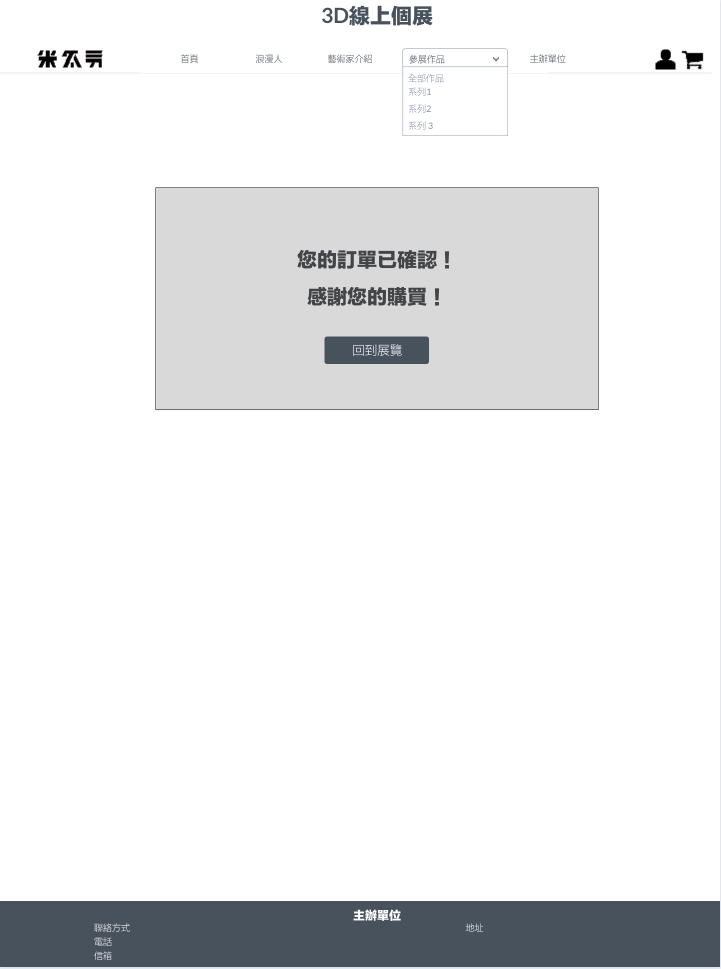 3D線上個展
首頁
浪漫人
藝術家介紹
參展作品
主辦單位
全部作品
系列1
系列2
系列 3
您的訂單已確認！
感謝您的購買！
回到展覽
主辦單位
聯絡方式
地址
電話
信箱